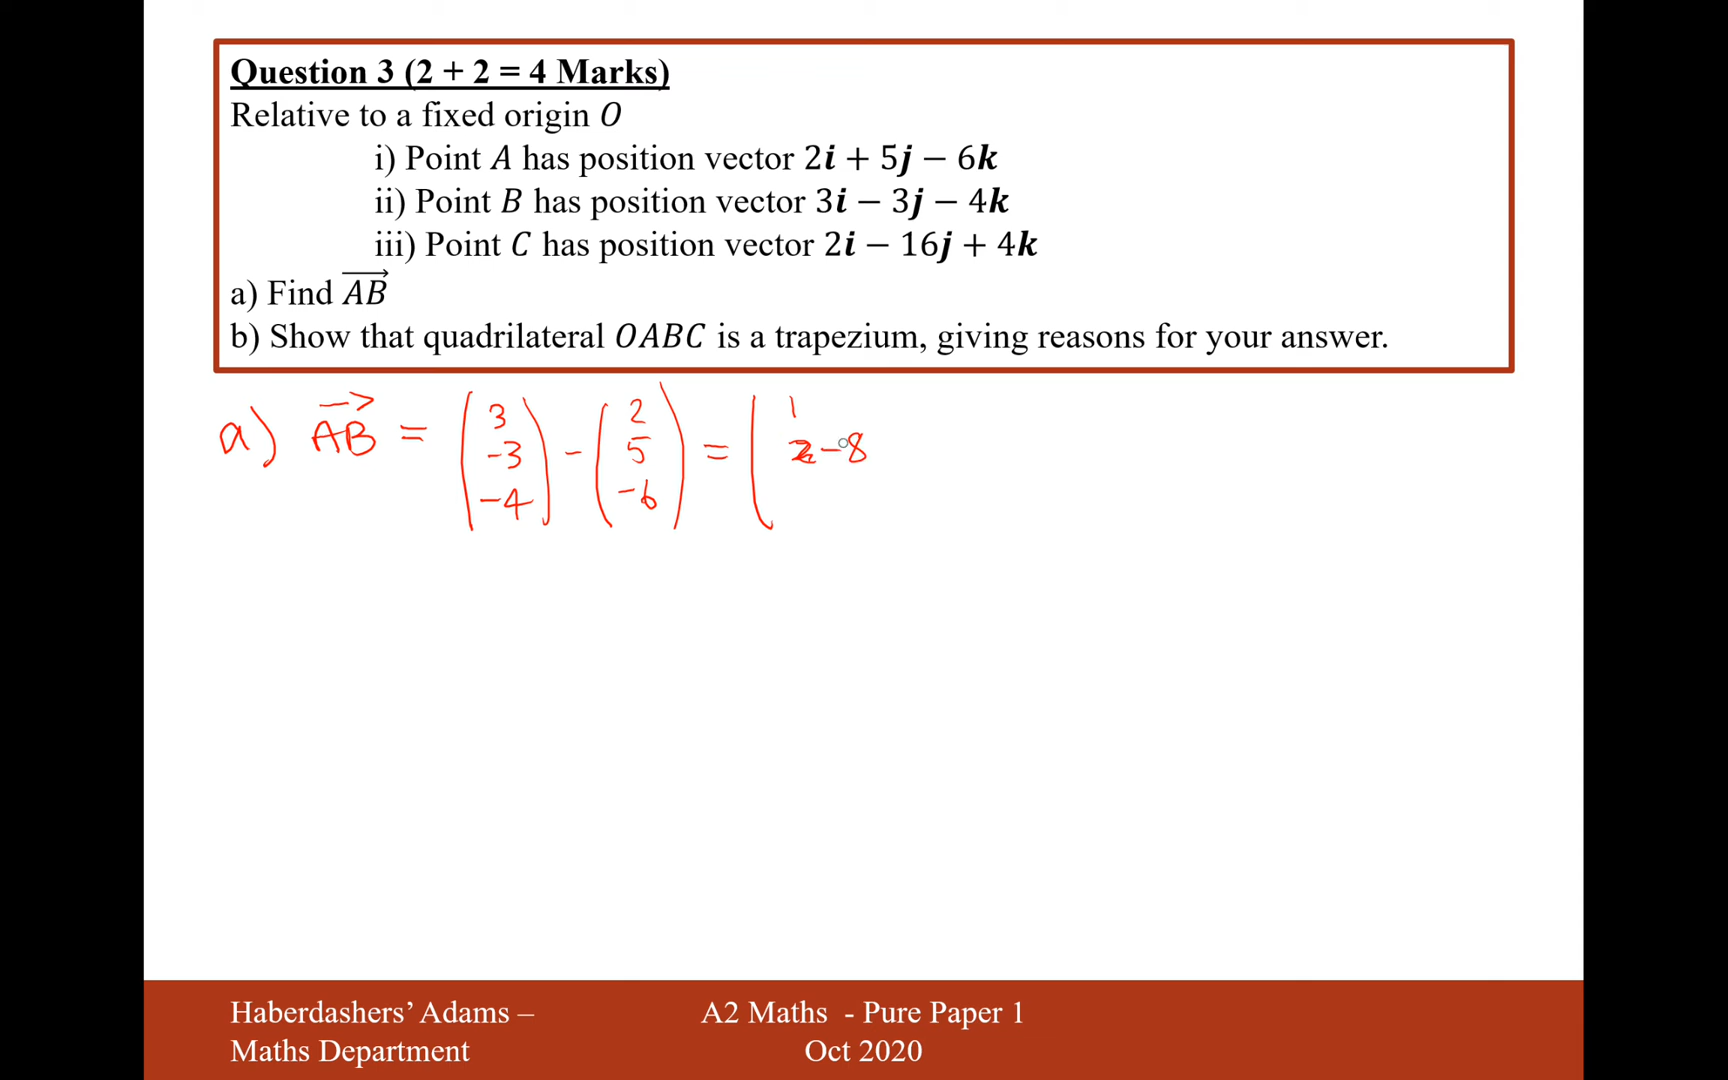 Question 3 (2 + 2 = 4 Marks)
Relative to a fixed origin O
i) Point A has position vector 2i + 5j − 6k
ii) Point B has position vector 3i − 3j − 4k
iii) Point C has position vector 2i − 16j + 4k
a) Find A͞B⃗
b) Show that quadrilateral OABC is a trapezium, giving reasons for your answer.
a) AB→ = (3 -3 -4) - (2 5 -6) = (1 -8
Haberdashers’ Adams –
Maths Department
A2 Maths - Pure Paper 1
Oct 2020